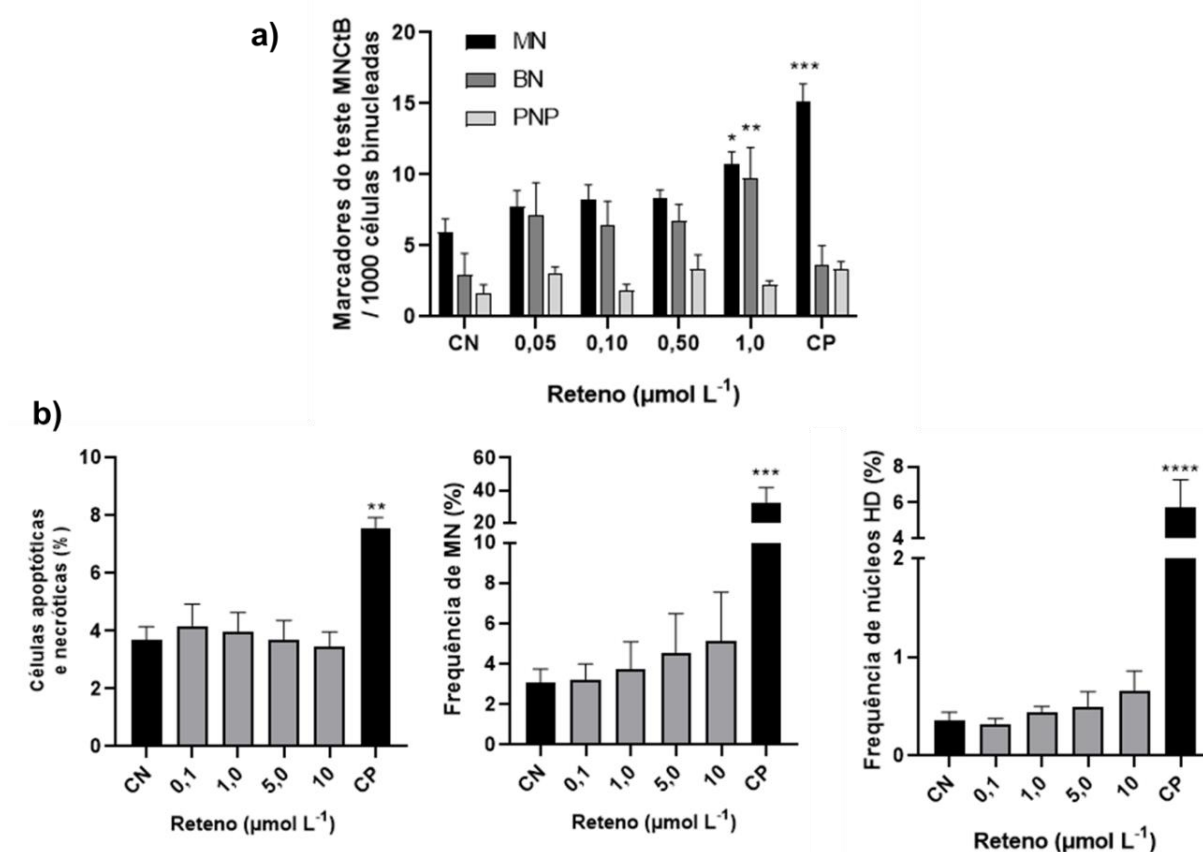 a)
Marcadores do teste MNCtB
/ 1000 células binucleadas
20
15
10
5
0
MN
BN
PNP
*
**
***
CN
0,05
0,10
0,50
1,0
CP
Reteno (µmol L⁻¹)
b)
Células apoptóticas
e necróticas (% )
10
8
6
4
2
0
**
CN
0,1
1,0
5,0
10
CP
Reteno (µmol L⁻¹)
Frequência de MN (%)
60
40
20
10
8
6
4
2
0
***
CN
0,1
1,0
5,0
10
CP
Reteno (µmol L⁻¹)
Frequência de núcleos HD (%)
8
6
4
2
1
0
****
CN
0,1
1,0
5,0
10
CP
Reteno (µmol L⁻¹)